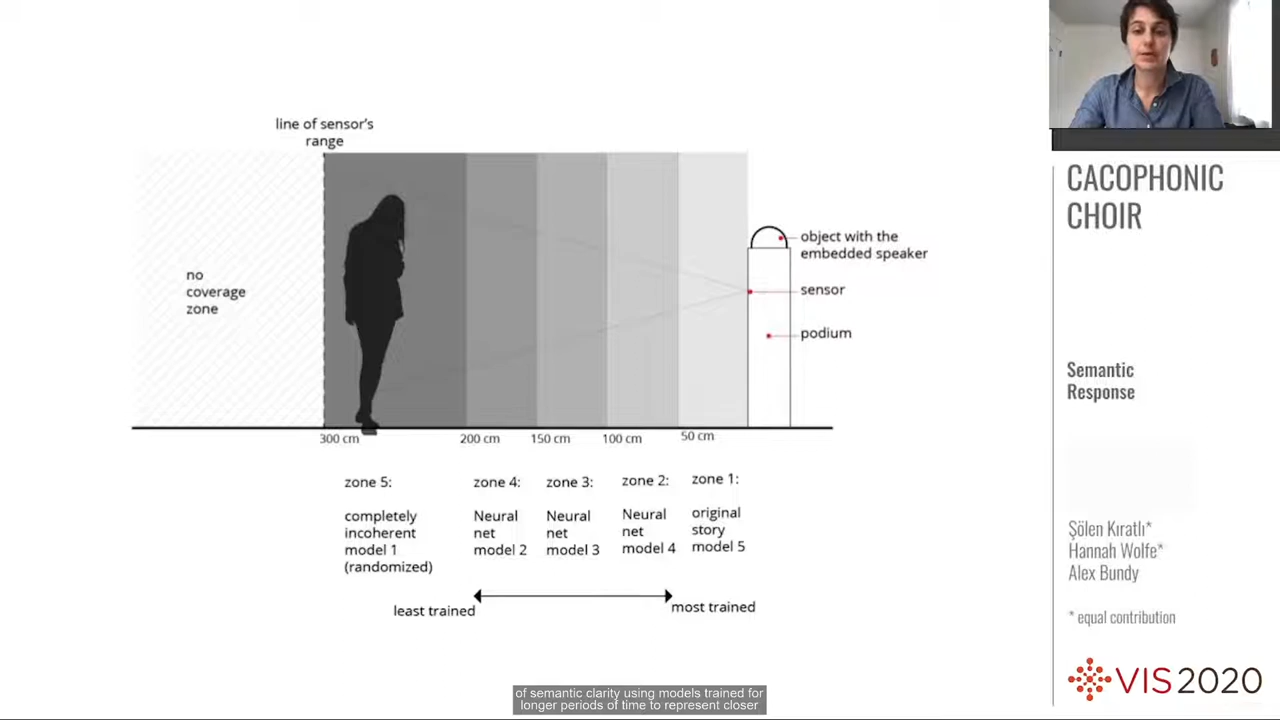 line of sensor's
range
no
coverage
zone
object with the
embedded speaker
sensor
podium
300 cm
200 cm
150 cm
100 cm
50 cm
zone 5:
completely
incoherent
model 1
(randomized)
zone 4:
Neural
net
model 2
zone 3:
Neural
net
model 3
zone 2:
Neural
net
model 4
zone 1:
original
story
model 5
least trained
most trained
of semantic clarity using models trained for
longer periods of time to represent closer
CACOPHONIC
CHOIR
Semantic
Response
Şölen Kıratlı*
Hannah Wolfe*
Alex Bundy
* equal contribution
VIS2020